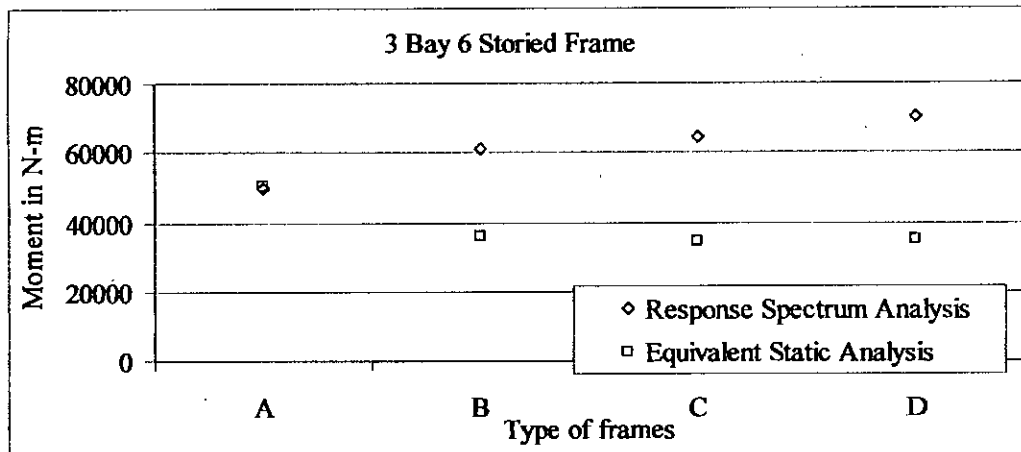 3 Bay 6 Storied Frame
Moment in N-m
80000
60000
40000
20000
0
Response Spectrum Analysis
Equivalent Static Analysis
A B C D
Type of frames